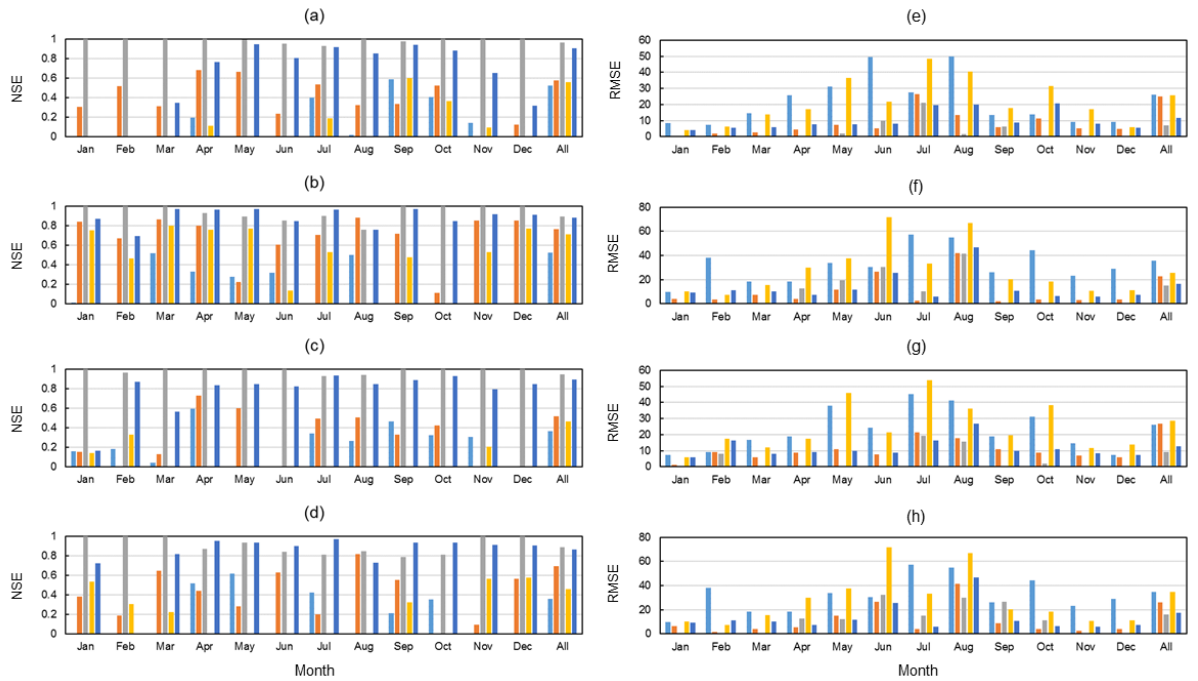 (a)
NSE
1
0.8
0.6
0.4
0.2
0
Jan Feb Mar Apr May Jun Jul Aug Sep Oct Nov Dec All
(b)
NSE
1
0.8
0.6
0.4
0.2
0
Jan Feb Mar Apr May Jun Jul Aug Sep Oct Nov Dec All
(c)
NSE
1
0.8
0.6
0.4
0.2
0
Jan Feb Mar Apr May Jun Jul Aug Sep Oct Nov Dec All
(d)
NSE
1
0.8
0.6
0.4
0.2
0
Jan Feb Mar Apr May Jun Jul Aug Sep Oct Nov Dec All
Month
(e)
RMSE
60
50
40
30
20
10
0
Jan Feb Mar Apr May Jun Jul Aug Sep Oct Nov Dec All
(f)
RMSE
80
60
40
20
0
Jan Feb Mar Apr May Jun Jul Aug Sep Oct Nov Dec All
(g)
RMSE
60
50
40
30
20
10
0
Jan Feb Mar Apr May Jun Jul Aug Sep Oct Nov Dec All
(h)
RMSE
80
60
40
20
0
Jan Feb Mar Apr May Jun Jul Aug Sep Oct Nov Dec All
Month